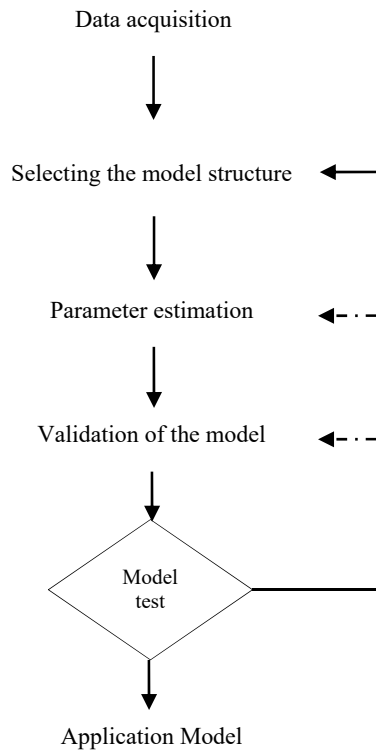 Data acquisition
Selecting the model structure
Parameter estimation
Validation of the model
Model
test
Application Model